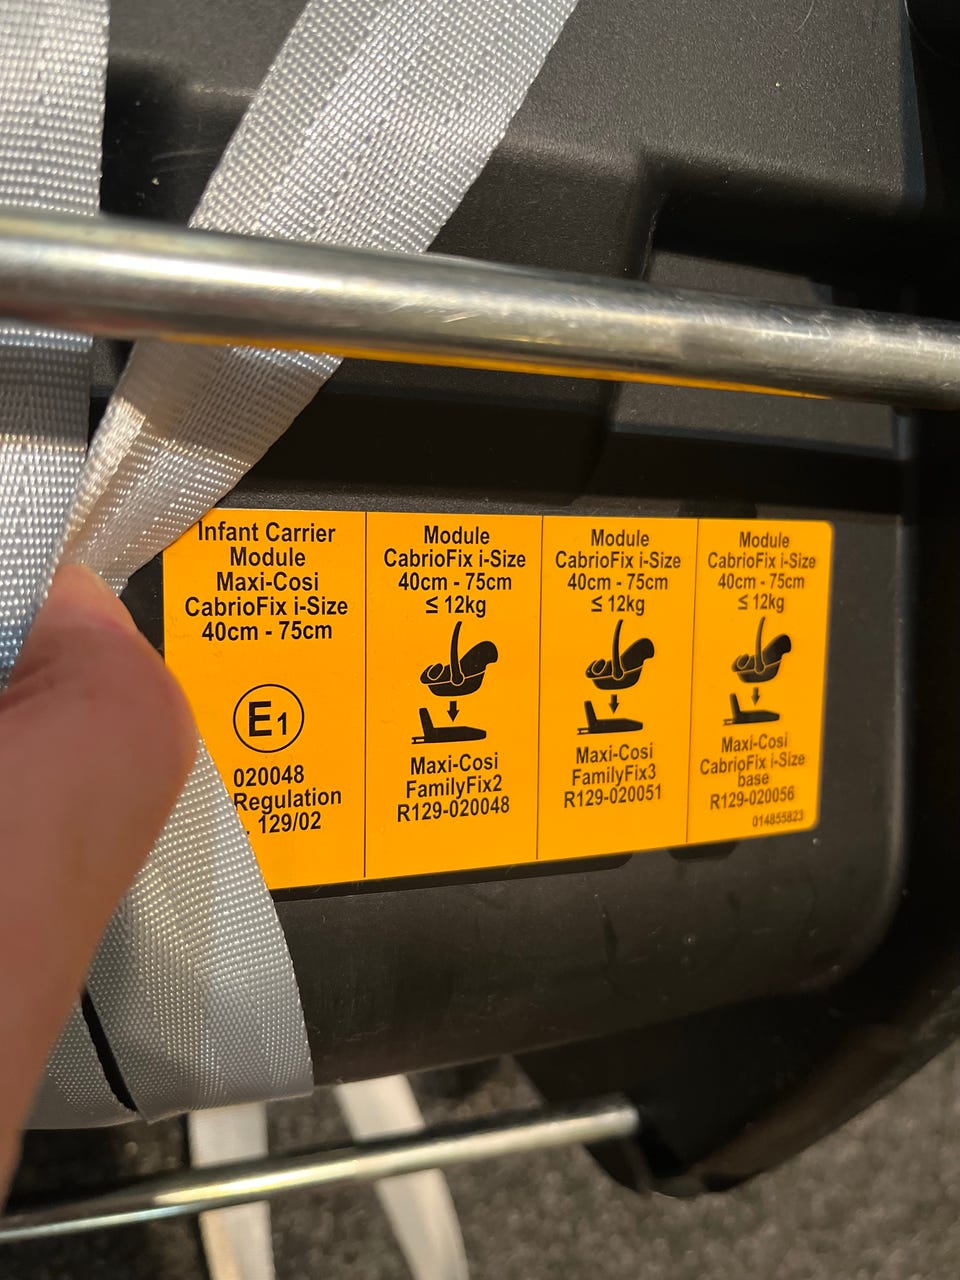 Infant Carrier
Module
Maxi-Cosi
CabrioFix i-Size
40cm - 75cm
E1
020048
Regulation
129/02
Module
CabrioFix i-Size
40cm - 75cm
≤ 12kg
Maxi-Cosi
FamilyFix2
R129-020048
Module
CabrioFix i-Size
40cm - 75cm
≤ 12kg
Maxi-Cosi
FamilyFix3
R129-020051
Module
CabrioFix i-Size
40cm - 75cm
≤ 12kg
Maxi-Cosi
CabrioFix i-Size
base
R129-020056
014855823